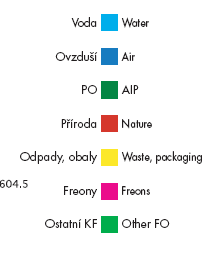 Voda Water
Ovzduší Air
PO AIP
Příroda Nature
Odpady, obaly Waste, packaging
604.5
Freony Freons
Ostatní KF Other FO